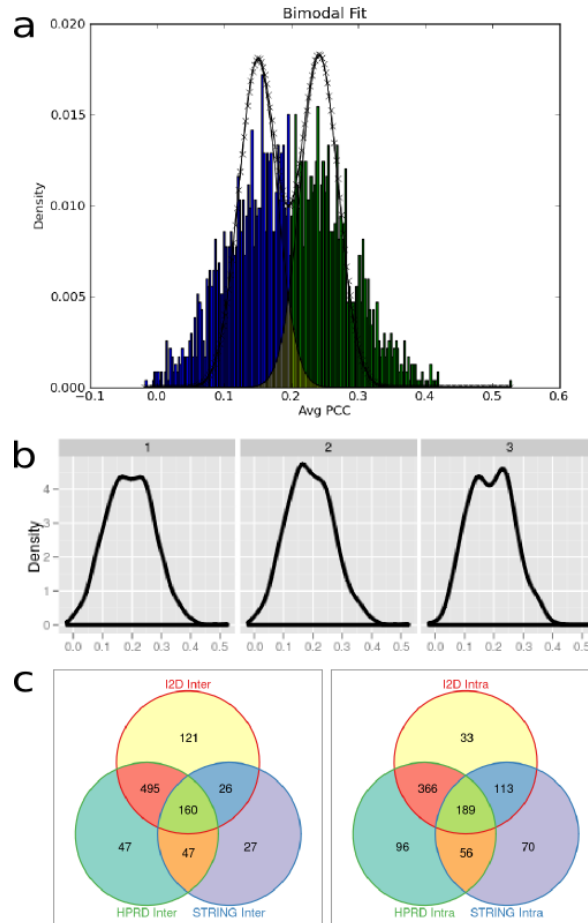 a
Bimodal Fit
Density
0.020
0.015
0.010
0.005
0.000
-0.1 0.0 0.1 0.2 0.3 0.4 0.5 0.6
Avg PCC
b
1 2 3
Density
4
3
2
1
0
0.0 0.1 0.2 0.3 0.4 0.5 0.0 0.1 0.2 0.3 0.4 0.5 0.0 0.1 0.2 0.3 0.4 0.5
c
I2D Inter
121
495 26
160
47 47 27
HPRD Inter STRING Inter
I2D Intra
33
366 113
189
96 56 70
HPRD Intra STRING Intra